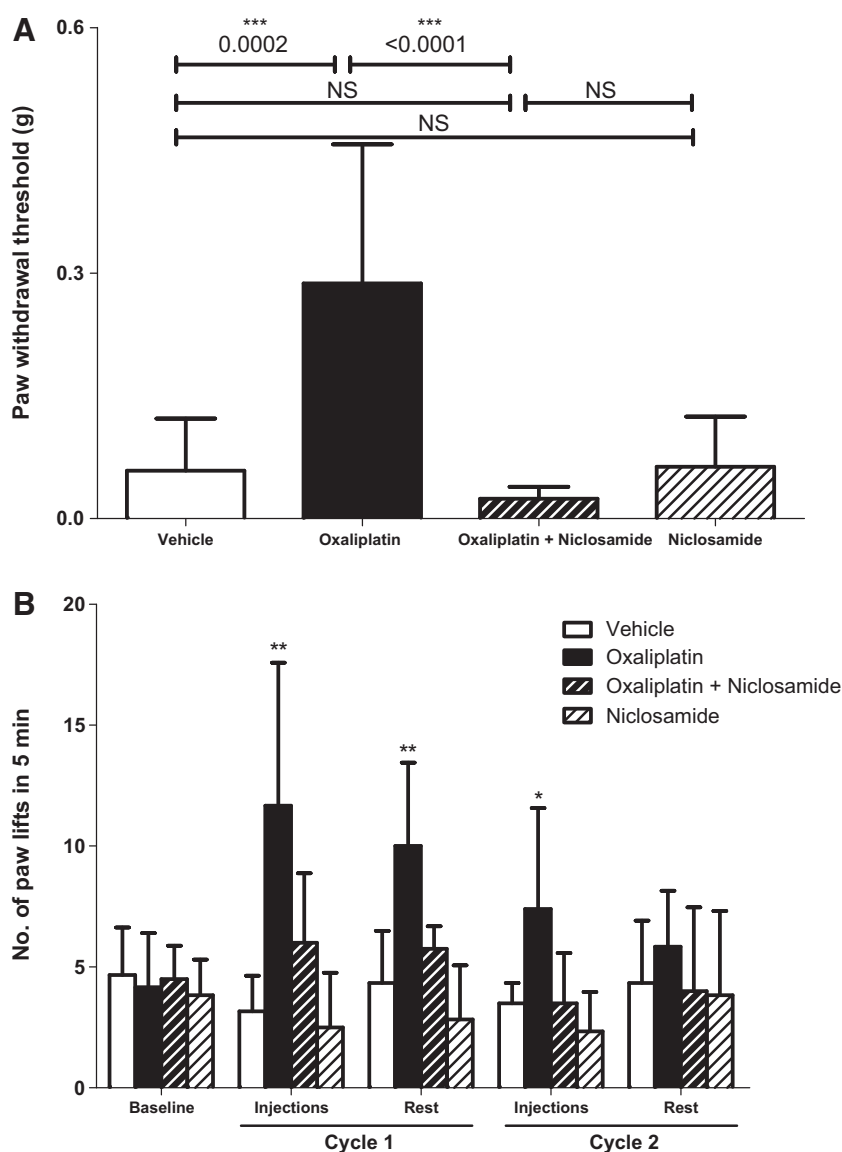 A
0.6
0.3
0.0
Paw withdrawal threshold (g)
*** ***
0.0002 <0.0001
NS NS
NS
Vehicle Oxaliplatin Oxaliplatin + Niclosamide Niclosamide
B
20
15
10
5
0
No. of paw lifts in 5 min
Vehicle
Oxaliplatin
Oxaliplatin + Niclosamide
Niclosamide
**
**
*
Baseline Injections Rest Injections Rest
Cycle 1 Cycle 2